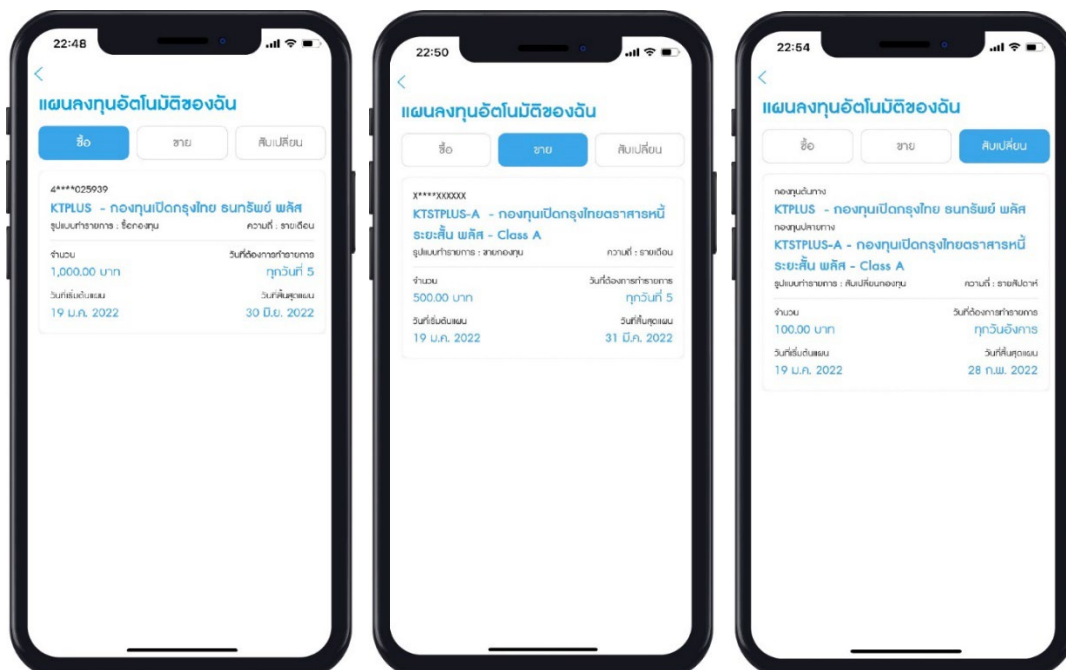 22:48
แผนลงทุนอัตโนมัติของฉัน
ซื้อ ขาย สับเปลี่ยน
4****025939
KTPLUS - กองทุนเปิดกรุงไทย ธนทรัพย์ พลัส
รูปแบบทำรายการ : ซื้อกองทุน ความถี่ : รายเดือน
จำนวน วันที่ต้องการทำรายการ
1,000.00 บาท ทุกวันที่ 5
วันที่เริ่มต้นแผน วันที่สิ้นสุดแผน
19 ม.ค. 2022 30 มิ.ย. 2022
22:50
แผนลงทุนอัตโนมัติของฉัน
ซื้อ ขาย สับเปลี่ยน
X****XXXXXX
KTSTPLUS-A - กองทุนเปิดกรุงไทยตราสารหนี้
ระยะสั้น พลัส - Class A
รูปแบบทำรายการ : ขายกองทุน ความถี่ : รายเดือน
จำนวน วันที่ต้องการทำรายการ
500.00 บาท ทุกวันที่ 5
วันที่เริ่มต้นแผน วันที่สิ้นสุดแผน
19 ม.ค. 2022 31 มี.ค. 2022
22:54
แผนลงทุนอัตโนมัติของฉัน
ซื้อ ขาย สับเปลี่ยน
กองทุนต้นทาง
KTPLUS - กองทุนเปิดกรุงไทย ธนทรัพย์ พลัส
กองทุนปลายทาง
KTSTPLUS-A - กองทุนเปิดกรุงไทยตราสารหนี้
ระยะสั้น พลัส - Class A
รูปแบบทำรายการ : สับเปลี่ยนกองทุน ความถี่ : รายสัปดาห์
จำนวน วันที่ต้องการทำรายการ
100.00 บาท ทุกวันอังคาร
วันที่เริ่มต้นแผน วันที่สิ้นสุดแผน
19 ม.ค. 2022 28 ก.พ. 2022